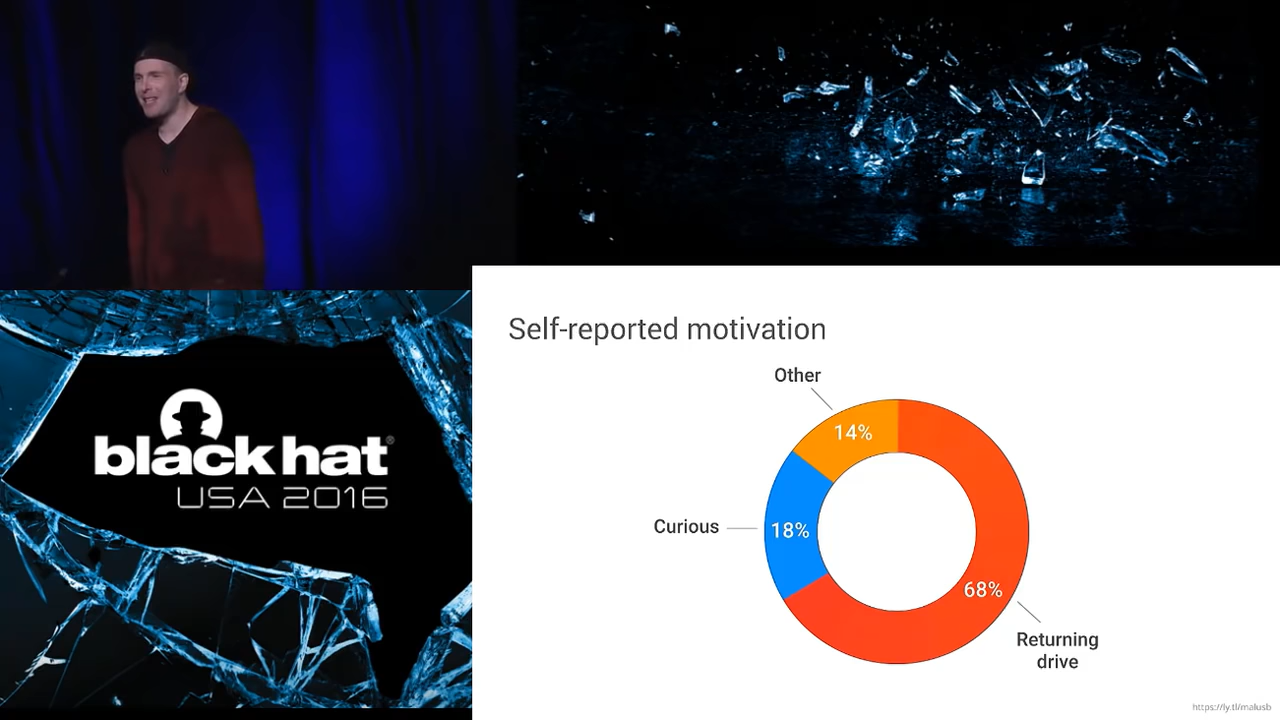 black hat®
USA 2016
Self-reported motivation
Other
14%
Curious
18%
68%
Returning
drive
https://ly.tl/malusb